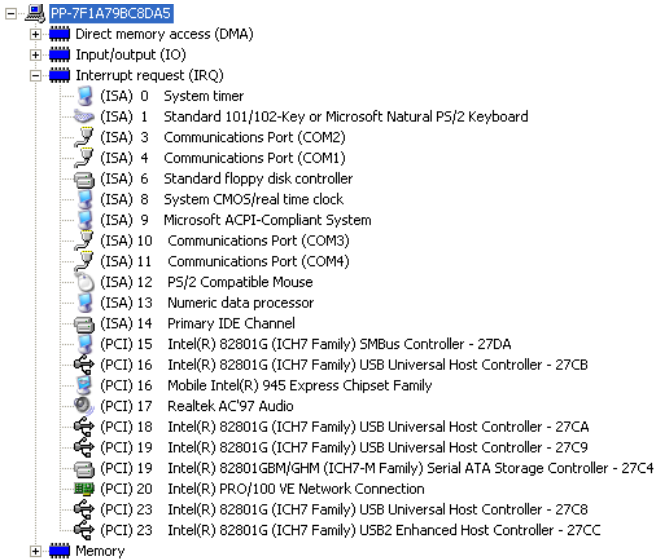 PP-7F1A79BC8DA5
Direct memory access (DMA)
Input/output (IO)
Interrupt request (IRQ)
(ISA) 0 System timer
(ISA) 1 Standard 101/102-Key or Microsoft Natural PS/2 Keyboard
(ISA) 3 Communications Port (COM2)
(ISA) 4 Communications Port (COM1)
(ISA) 6 Standard floppy disk controller
(ISA) 8 System CMOS/real time clock
(ISA) 9 Microsoft ACPI-Compliant System
(ISA) 10 Communications Port (COM3)
(ISA) 11 Communications Port (COM4)
(ISA) 12 PS/2 Compatible Mouse
(ISA) 13 Numeric data processor
(ISA) 14 Primary IDE Channel
(PCI) 15 Intel(R) 82801G (ICH7 Family) SMBus Controller - 27DA
(PCI) 16 Intel(R) 82801G (ICH7 Family) USB Universal Host Controller - 27CB
(PCI) 16 Mobile Intel(R) 945 Express Chipset Family
(PCI) 17 Realtek AC'97 Audio
(PCI) 18 Intel(R) 82801G (ICH7 Family) USB Universal Host Controller - 27CA
(PCI) 19 Intel(R) 82801G (ICH7 Family) USB Universal Host Controller - 27C9
(PCI) 19 Intel(R) 82801GBM/GHM (ICH7-M Family) Serial ATA Storage Controller - 27C4
(PCI) 20 Intel(R) PRO/100 VE Network Connection
(PCI) 23 Intel(R) 82801G (ICH7 Family) USB Universal Host Controller - 27C8
(PCI) 23 Intel(R) 82801G (ICH7 Family) USB2 Enhanced Host Controller - 27CC
Memory